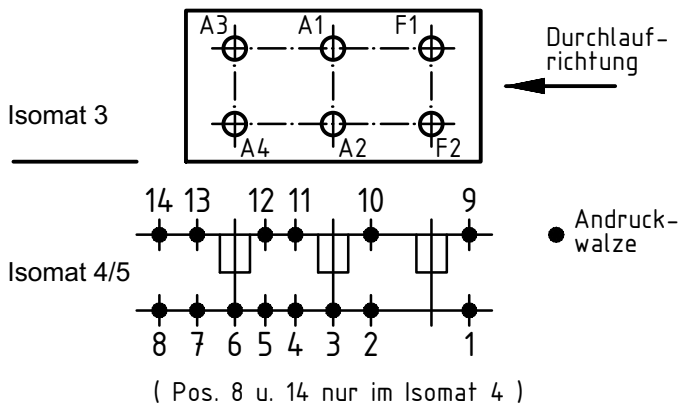 A3 A1 F1
Durchlauf-
richtung
Isomat 3
A4 A2 F2
14 13 12 11 10 9
Andruck-
walze
Isomat 4/5
8 7 6 5 4 3 2 1
( Pos. 8 u. 14 nur im Isomat 4 )